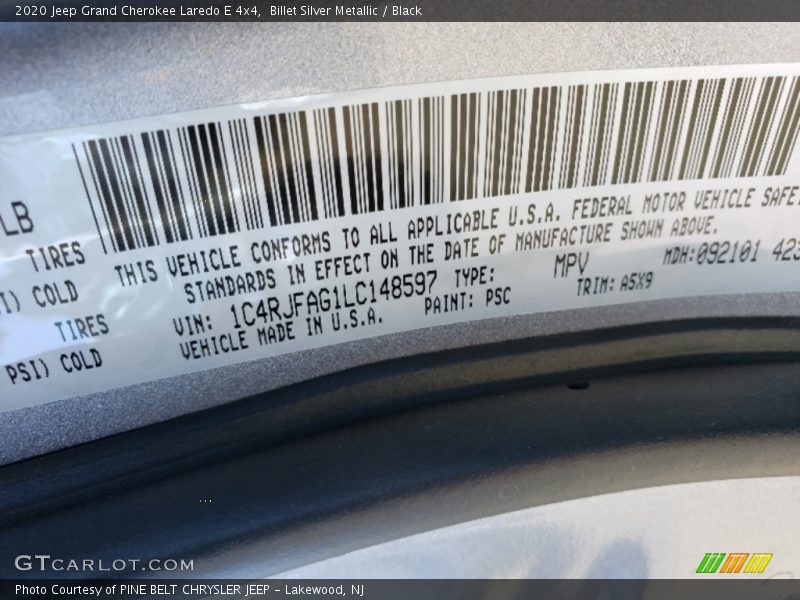 2020 Jeep Grand Cherokee Laredo E 4x4, Billet Silver Metallic / Black
LB
TIRES
COLD
TIRES
PSI) COLD
THIS VEHICLE CONFORMS TO ALL APPLICABLE U.S.A. FEDERAL MOTOR VEHICLE SAFE
STANDARDS IN EFFECT ON THE DATE OF MANUFACTURE SHOWN ABOVE.
VIN: 1C4RJFAG1LC148597 TYPE: MPV MDH:092101 423
VEHICLE MADE IN U.S.A. PAINT: PSC TRIM: A5X9
GTCARLOT.COM
Photo Courtesy of PINE BELT CHRYSLER JEEP - Lakewood, NJ